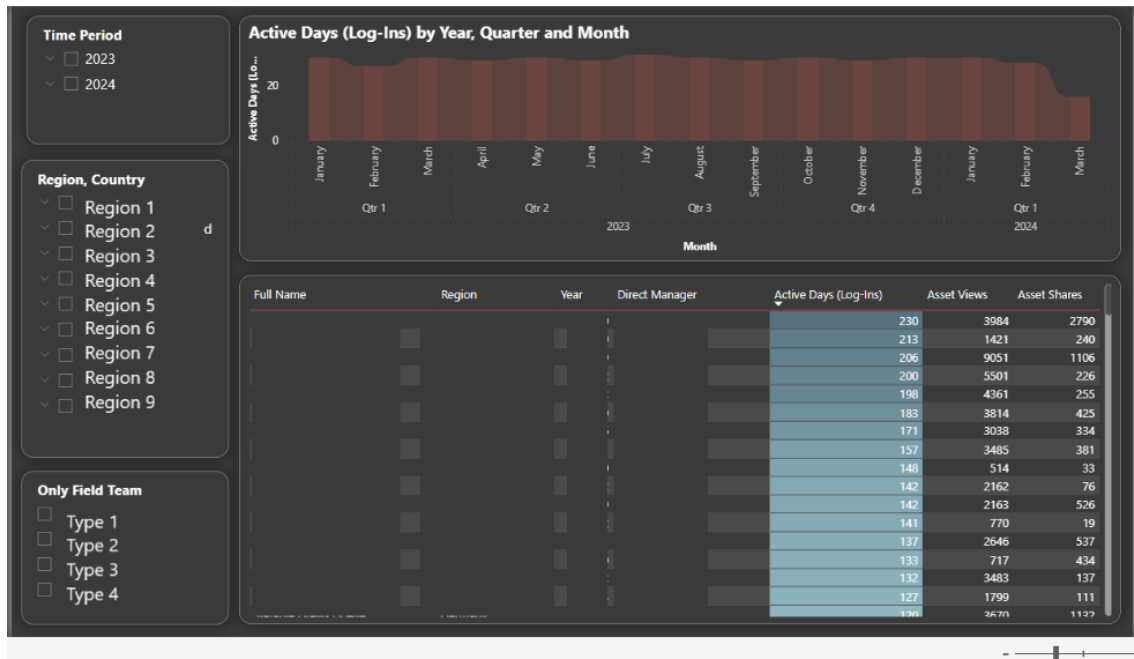 Time Period
2023
2024
Region, Country
Region 1
Region 2 d
Region 3
Region 4
Region 5
Region 6
Region 7
Region 8
Region 9
Only Field Team
Type 1
Type 2
Type 3
Type 4
Active Days (Log-Ins) by Year, Quarter and Month
Active Days (Lo...
20
0
January February March April May June July August September October November December January February March
Qtr 1 Qtr 2 Qtr 3 Qtr 4 Qtr 1
2023 2024
Month
Full Name Region Year Direct Manager Active Days (Log-Ins) Asset Views Asset Shares
230 3984 2790
213 1421 240
206 9051 1106
200 5501 226
198 4361 255
183 3814 425
171 3038 334
157 3485 381
148 514 33
142 2162 76
142 2163 526
141 770 19
137 2646 537
133 717 434
132 3483 137
127 1799 111
120 3670 1132